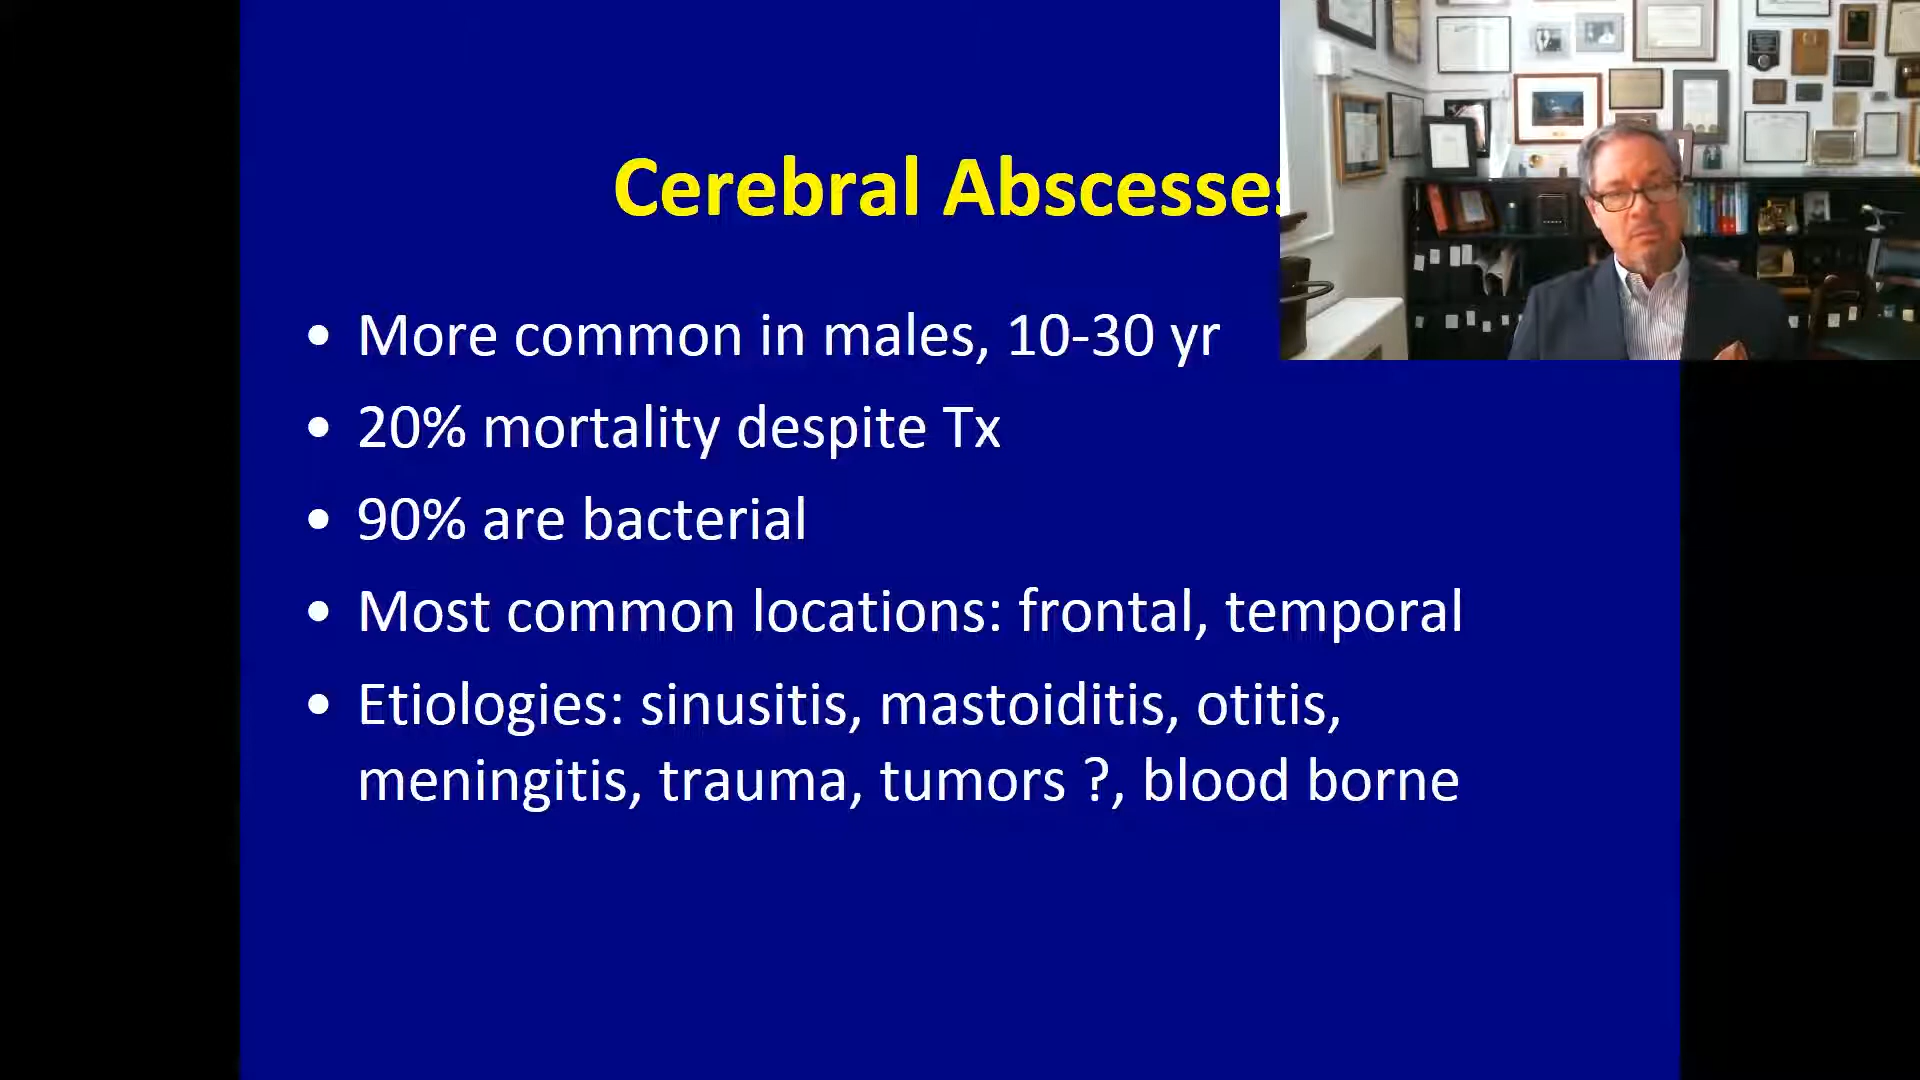 Cerebral Abscesses
• More common in males, 10-30 yr
• 20% mortality despite Tx
• 90% are bacterial
• Most common locations: frontal, temporal
• Etiologies: sinusitis, mastoiditis, otitis,
meningitis, trauma, tumors ?, blood borne